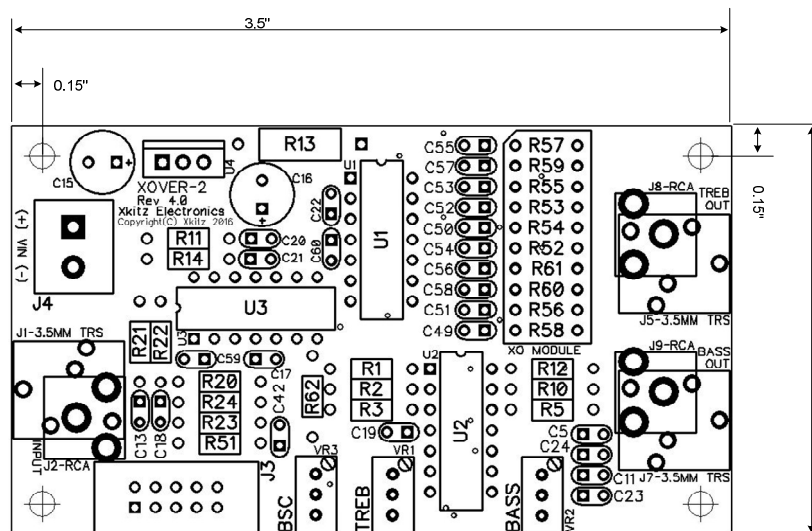 3.5"
0.15"
0.15"
R13
C55
R57
C57
R59
C53
R55
C52
R53
C50
R54
C54
R52
C56
R61
C58
R60
C51
R56
C49
R58
XO MODULE
C15
U4
C16
U1
U1
C22
C60
XOVER-2
Rev 4.0
Xkitz Electronics
Copyright(C) Xkitz 2016
(+)
VIN
(-)
J4
R11
C20
R14
C21
U3
U3
J8-RCA
TREB
OUT
J5-3.5MM TRS
J1-3.5MM TRS
R21
R22
C59
C17
R20
R24
R23
R51
C42
R62
C13
C18
INPUT
J2-RCA
J3
R1
R2
R3
C19
U2
U2
R12
R10
R5
C5
C24
C11
C23
J9-RCA
BASS
OUT
J7-3.5MM TRS
VR3
BSC
VR1
TREB
BASS
VR2